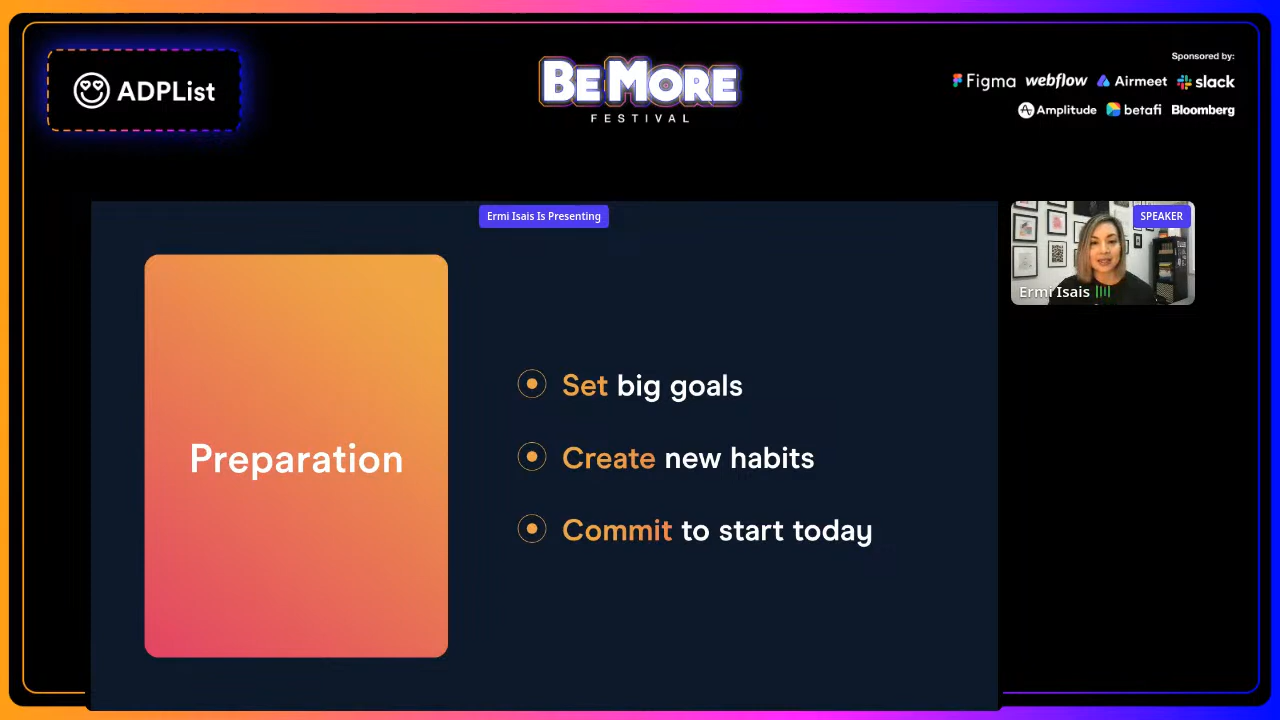 ADPList
BE MORE
FESTIVAL
Sponsored by:
Figma webflow Airmeet slack
Amplitude betafi Bloomberg
Ermi Isais Is Presenting
SPEAKER
Ermi Isais
Preparation
Set big goals
Create new habits
Commit to start today